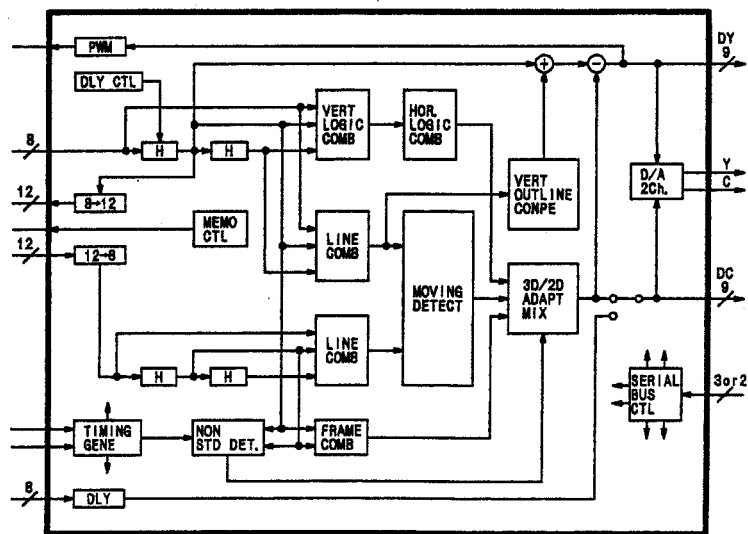 PWM
DLY CTL
DY
9
8
H
H
VERT
LOGIC
COMB
HOR.
LOGIC
COMB
+
−
12
8→12
MEMO
CTL
12
12→8
LINE
COMB
VERT
OUTLINE
CONPE
D/A
2Ch.
Y
C
MOVING
DETECT
3D/2D
ADAPT
MIX
DC
9
H
H
LINE
COMB
SERIAL
BUS
CTL
3or2
TIMING
GENE
NON
STD DET.
FRAME
COMB
8
DLY